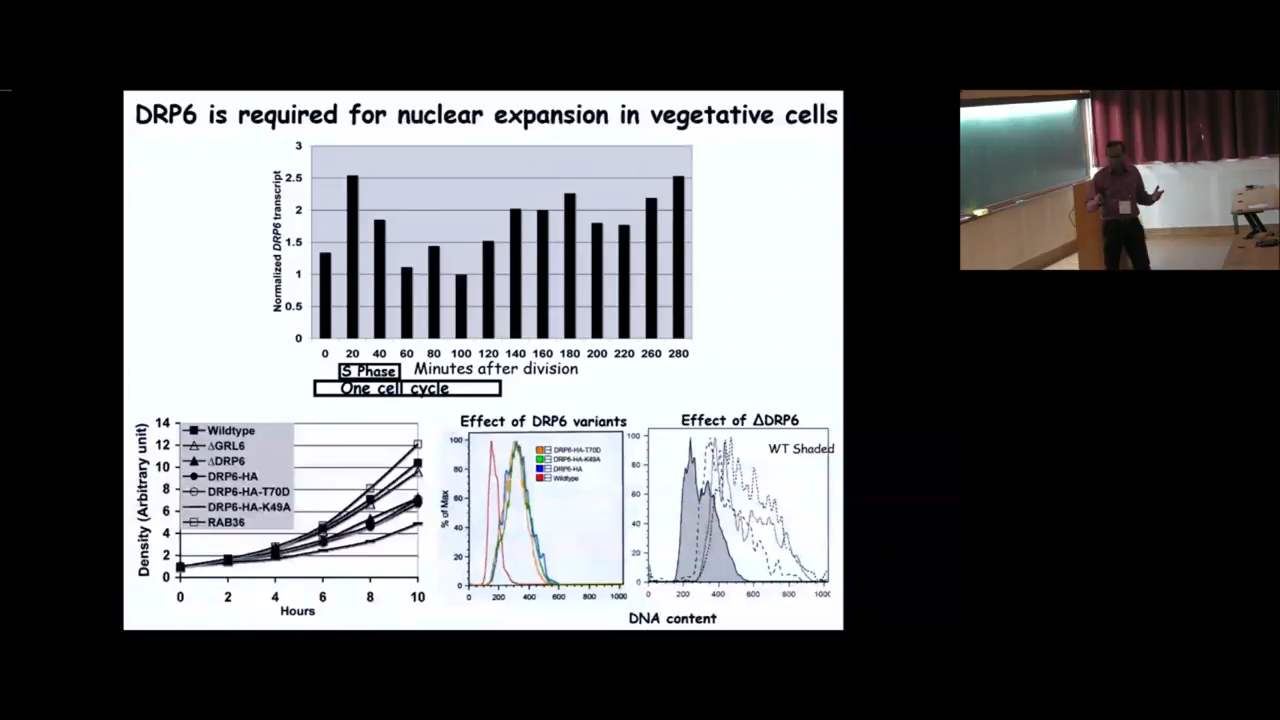 DRP6 is required for nuclear expansion in vegetative cells
Normalized DRP6 transcript
3
2.5
2
1.5
1
0.5
0
0 20 40 60 80 100 120 140 160 180 200 220 260 280
S Phase
Minutes after division
One cell cycle
Density (Arbitrary unit)
14
12
10
8
6
4
2
0
Wildtype
ΔGRL6
ΔDRP6
DRP6-HA
DRP6-HA-T70D
DRP6-HA-K49A
RAB36
0 2 4 6 8 10
Hours
Effect of DRP6 variants
% of Max
100
80
60
40
20
0
DRP6-HA-T70D
DRP6-HA-K49A
DRP6-HA
Wildtype
0 200 400 600 800 1000
Effect of ΔDRP6
WT Shaded
100
80
60
40
20
0
0 200 400 600 800
DNA content